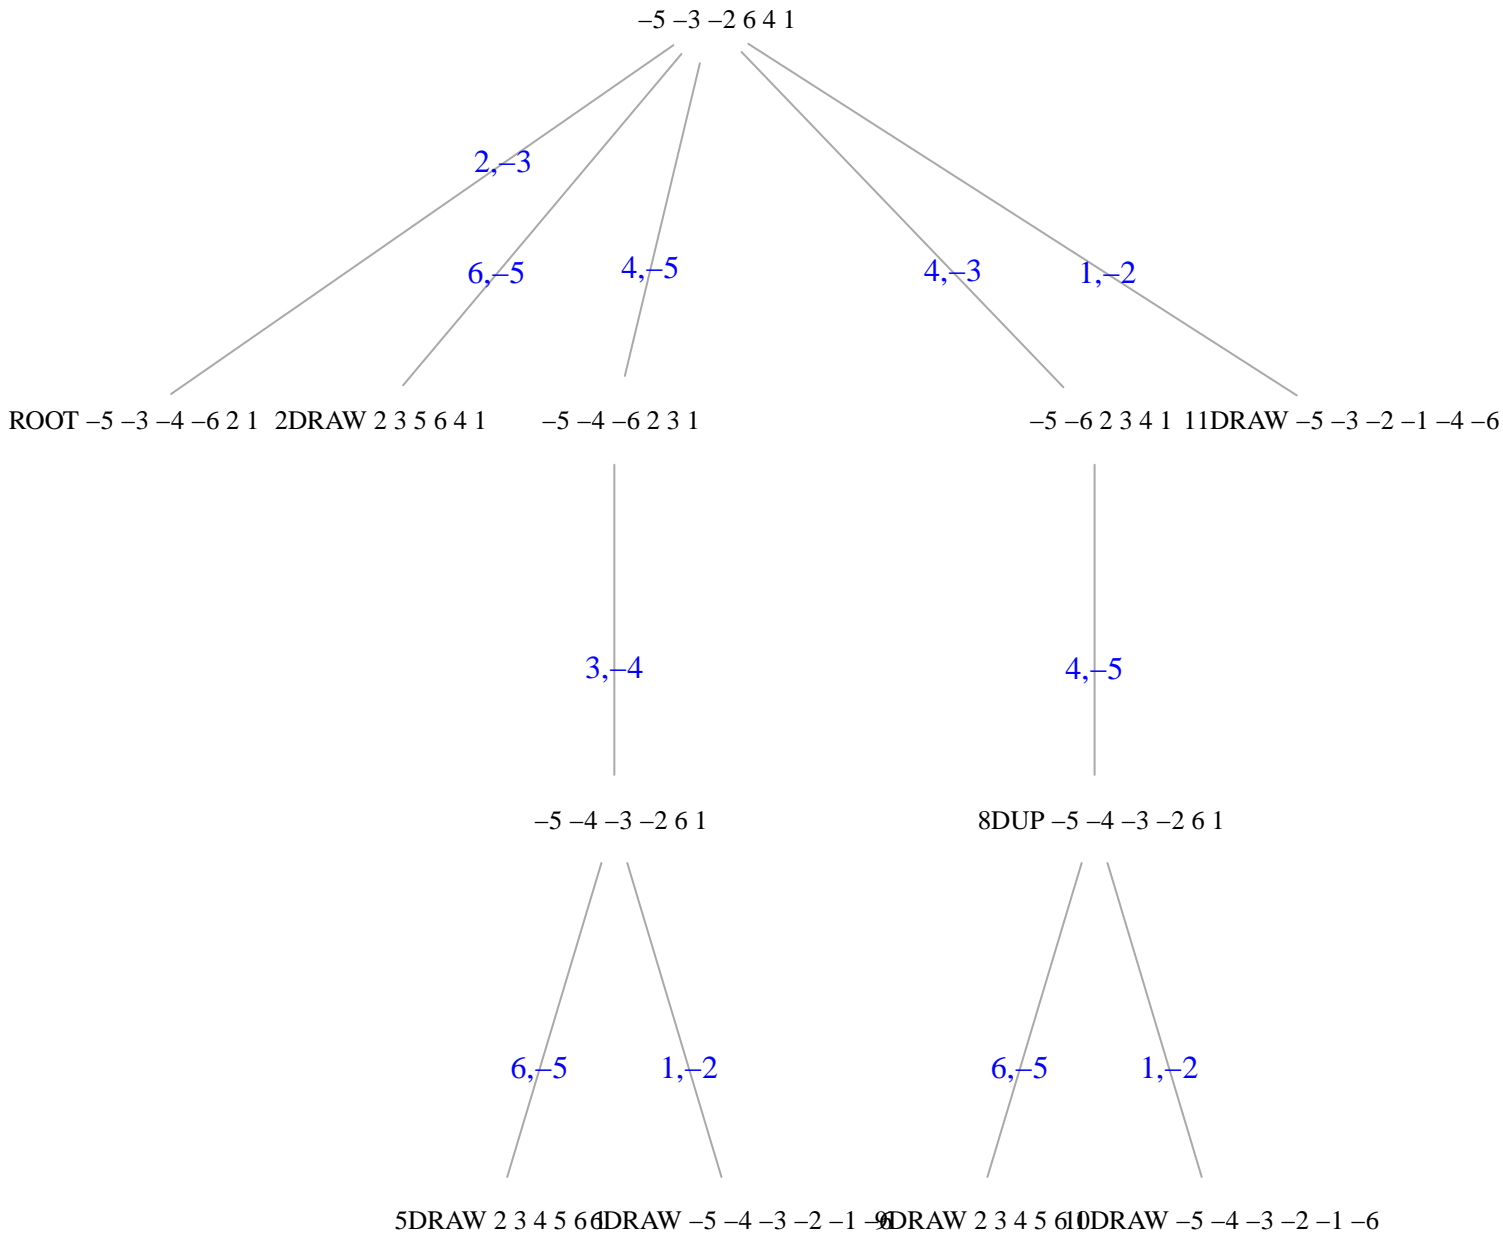 –5 –3 –2 6 4 1
2,–3
6,–5
4,–5
4,–3
1,–2
ROOT –5 –3 –4 –6 2 1
2DRAW 2 3 5 6 4 1
–5 –4 –6 2 3 1
–5 –6 2 3 4 1
11DRAW –5 –3 –2 –1 –4 –6
3,–4
4,–5
–5 –4 –3 –2 6 1
8DUP –5 –4 –3 –2 6 1
6,–5
1,–2
6,–5
1,–2
5DRAW 2 3 4 5 6 1
6DRAW –5 –4 –3 –2 –1 –6
9DRAW 2 3 4 5 6 1
10DRAW –5 –4 –3 –2 –1 –6